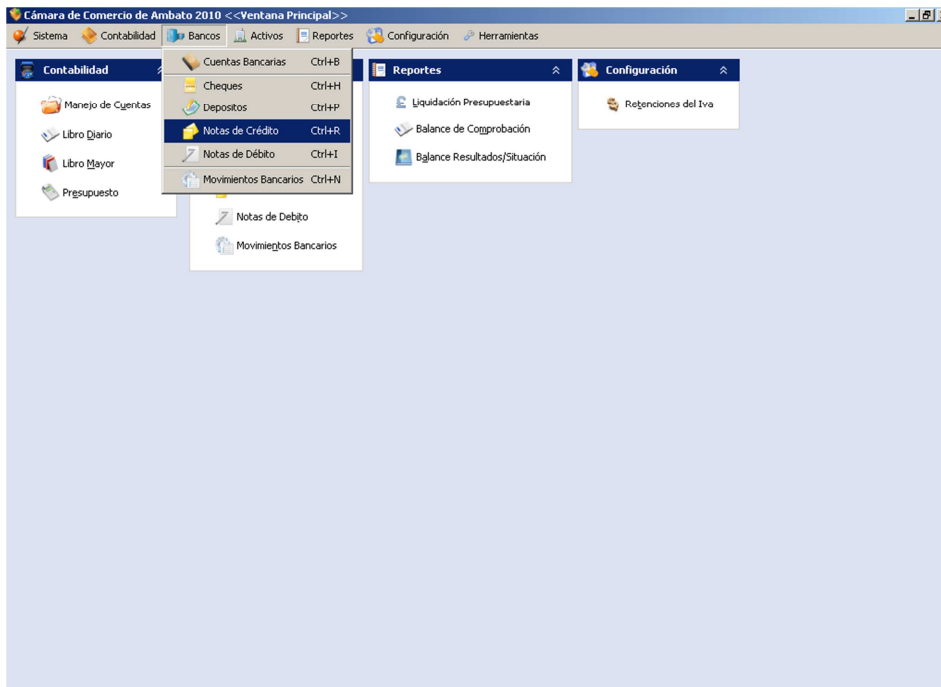 Cámara de Comercio de Ambato 2010 <<Ventana Principal>>
Sistema Contabilidad Bancos Activos Reportes Configuración Herramientas
Cuentas Bancarias Ctrl+B
Cheques Ctrl+H
Depositos Ctrl+P
Notas de Crédito Ctrl+R
Notas de Débito Ctrl+I
Movimientos Bancarios Ctrl+N
Contabilidad
Manejo de Cuentas
Libro Diario
Libro Mayor
Presupuesto
Notas de Debito
Movimientos Bancarios
Reportes
Liquidación Presupuestaria
Balance de Comprobación
Balance Resultados/Situación
Configuración
Retenciones del Iva